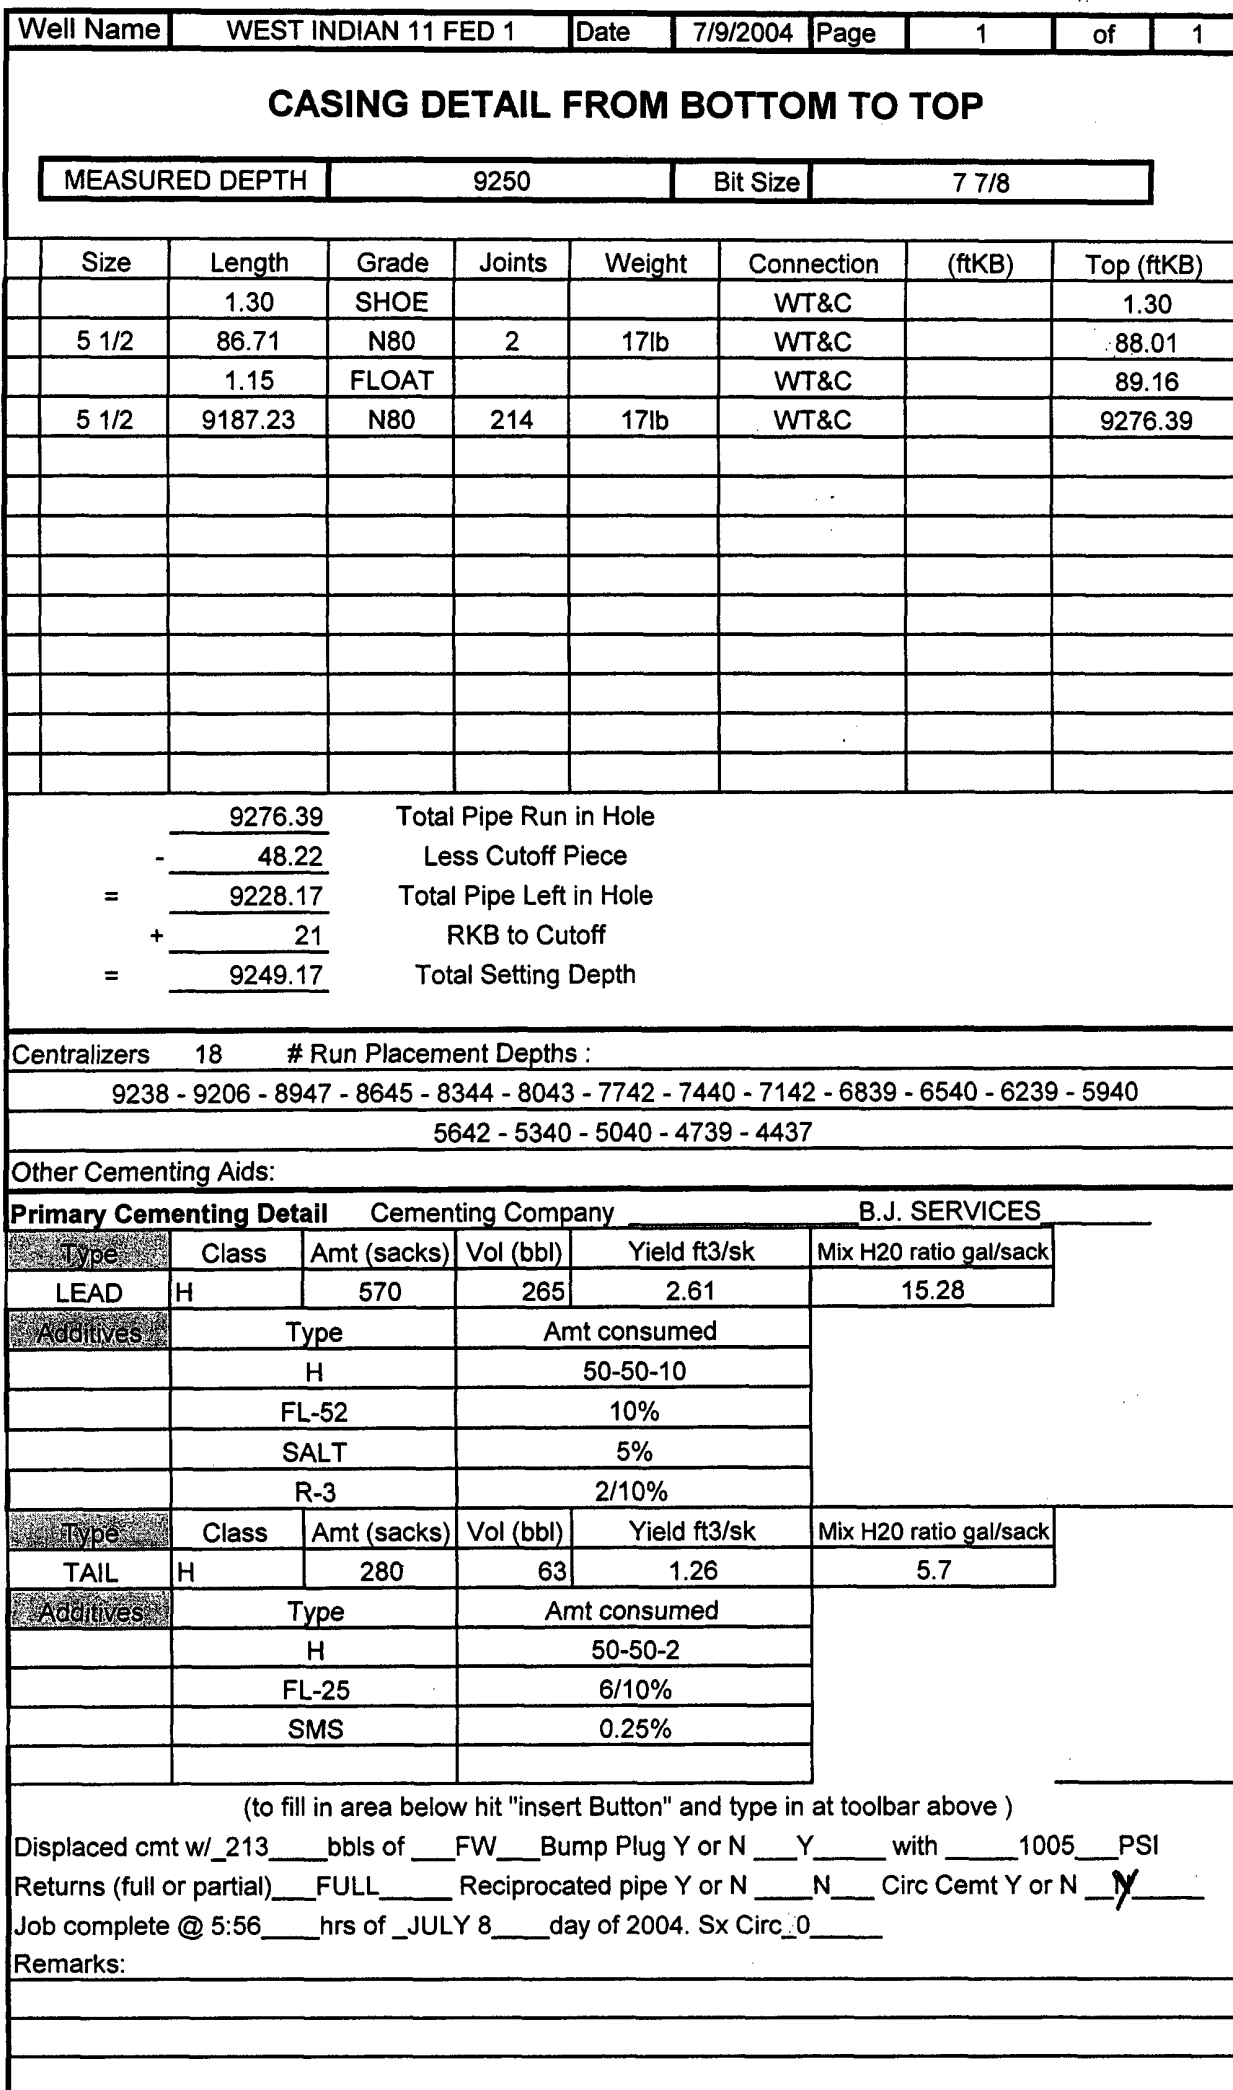 Well Name WEST INDIAN 11 FED 1 Date 7/9/2004 Page 1 of 1
CASING DETAIL FROM BOTTOM TO TOP
MEASURED DEPTH 9250 Bit Size 7 7/8
Size Length Grade Joints Weight Connection (ftKB) Top (ftKB)
1.30 SHOE WT&C 1.30
5 1/2 86.71 N80 2 17lb WT&C 88.01
1.15 FLOAT WT&C 89.16
5 1/2 9187.23 N80 214 17lb WT&C 9276.39
9276.39 Total Pipe Run in Hole
- 48.22 Less Cutoff Piece
= 9228.17 Total Pipe Left in Hole
+ 21 RKB to Cutoff
= 9249.17 Total Setting Depth
Centralizers 18 # Run Placement Depths :
9238 - 9206 - 8947 - 8645 - 8344 - 8043 - 7742 - 7440 - 7142 - 6839 - 6540 - 6239 - 5940
5642 - 5340 - 5040 - 4739 - 4437
Other Cementing Aids:
Primary Cementing Detail Cementing Company ____________B.J. SERVICES______
Type Class Amt (sacks) Vol (bbl) Yield ft3/sk Mix H20 ratio gal/sack
LEAD H 570 265 2.61 15.28
Additives Type Amt consumed
H 50-50-10
FL-52 10%
SALT 5%
R-3 2/10%
Type Class Amt (sacks) Vol (bbl) Yield ft3/sk Mix H20 ratio gal/sack
TAIL H 280 63 1.26 5.7
Additives Type Amt consumed
H 50-50-2
FL-25 6/10%
SMS 0.25%
(to fill in area below hit "insert Button" and type in at toolbar above )
Displaced cmt w/_213____bbls of ___FW___Bump Plug Y or N ___Y_____ with _____1005___PSI
Returns (full or partial)___FULL_____ Reciprocated pipe Y or N ____N___ Circ Cemt Y or N __
Job complete @ 5:56____hrs of _JULY 8____day of 2004. Sx Circ_0_____
Remarks: